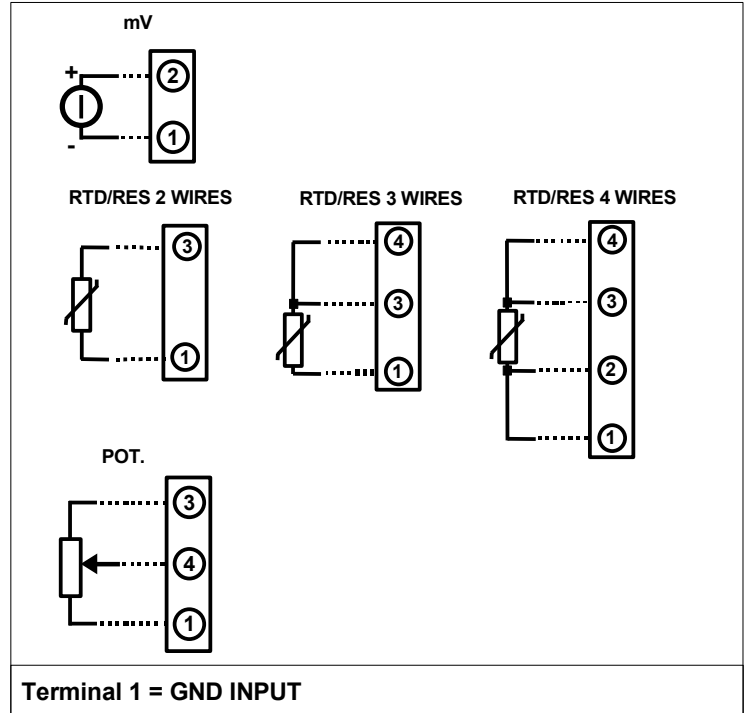 mV
+
2
-
1
RTD/RES 2 WIRES
3
1
RTD/RES 3 WIRES
4
3
1
RTD/RES 4 WIRES
4
3
2
1
POT.
3
4
1
Terminal 1 = GND INPUT